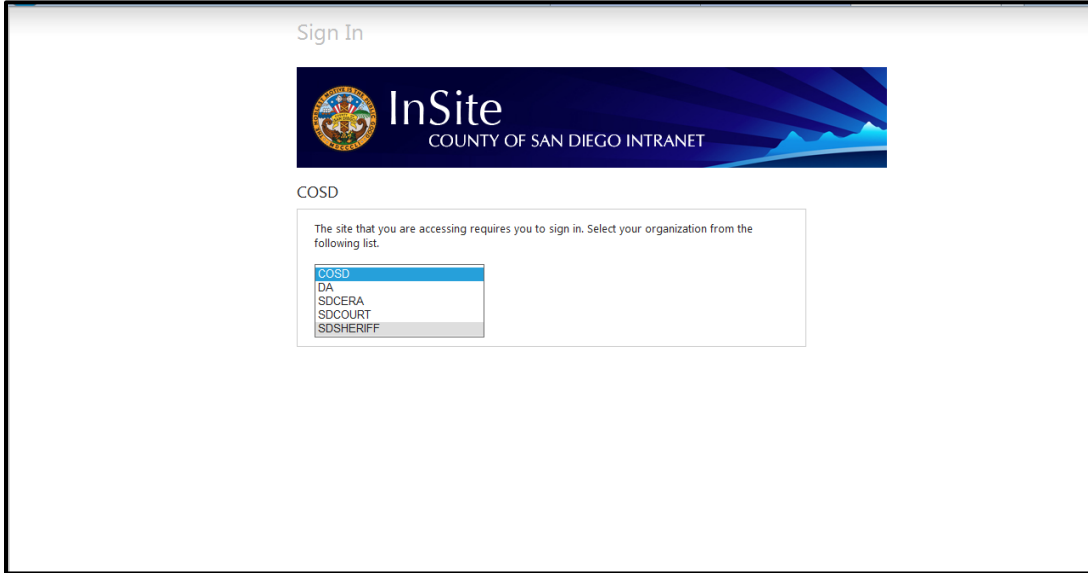 Sign In
InSite
COUNTY OF SAN DIEGO INTRANET
COSD
The site that you are accessing requires you to sign in. Select your organization from the
following list.
COSD
DA
SDCERA
SDCOURT
SDSHERIFF